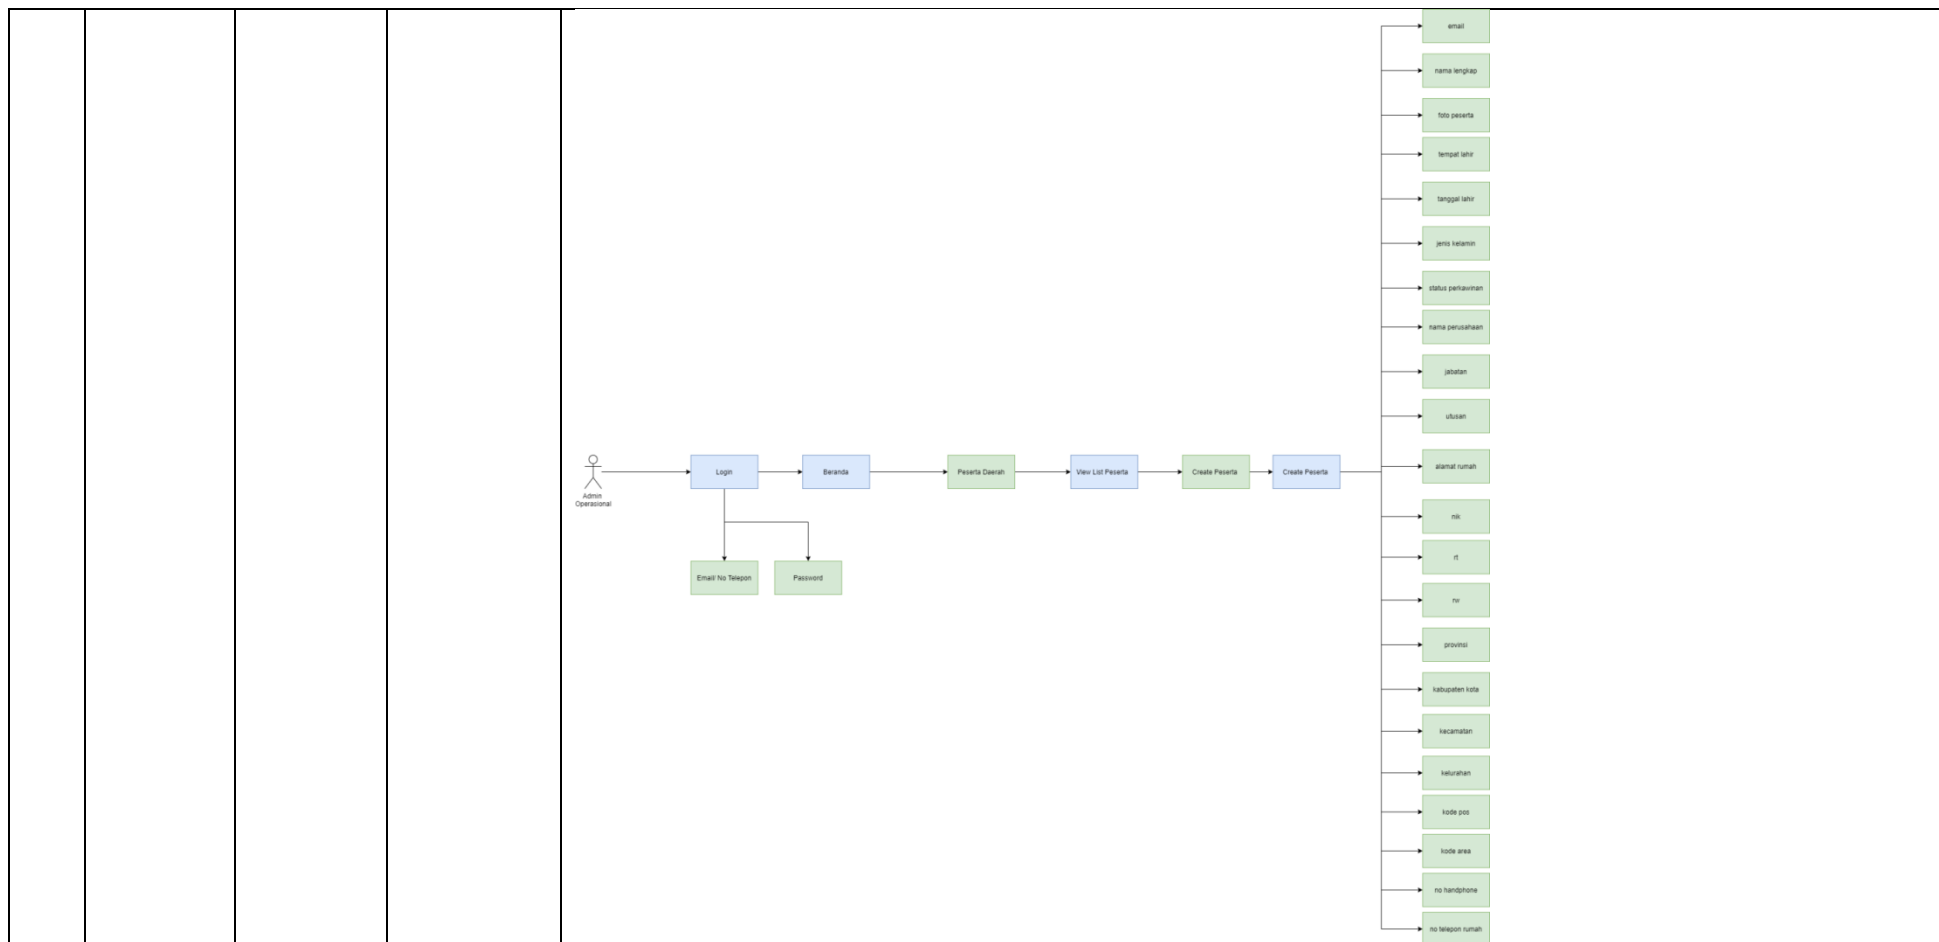 email
nama lengkap
foto peserta
tempat lahir
tanggal lahir
jenis kelamin
status perkawinan
nama perusahaan
jabatan
utusan
alamat rumah
Admin
Operasional
Login
Beranda
Peserta Daerah
View List Peserta
Create Peserta
Create Peserta
nik
rt
rw
provinsi
Email/ No Telepon
Password
kabupaten kota
kecamatan
kelurahan
kode pos
kode area
no handphone
no telepon rumah